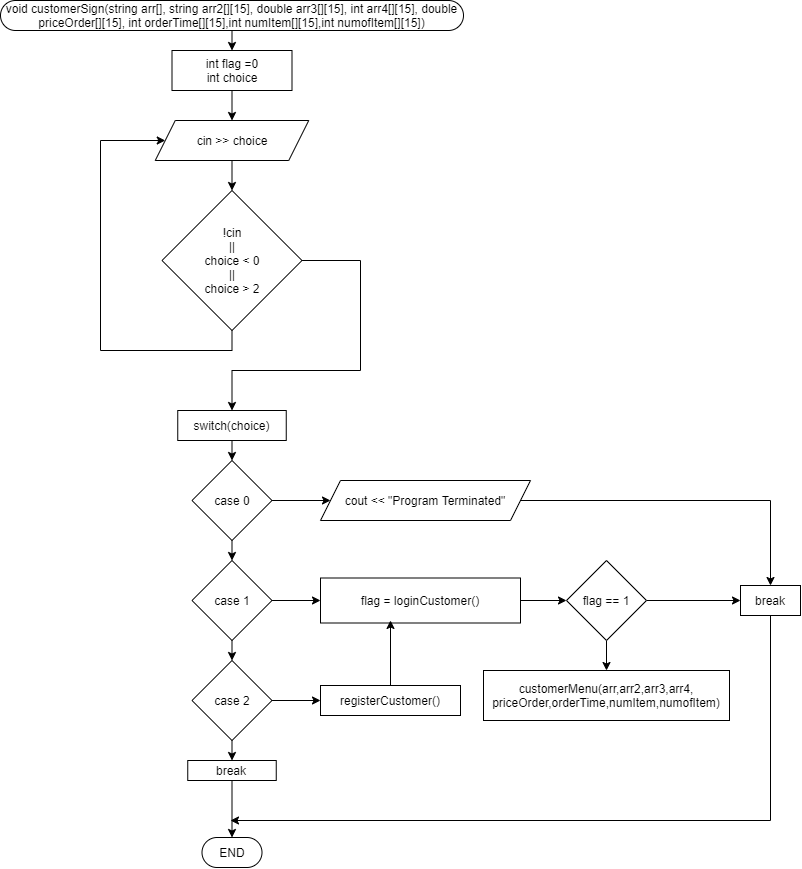 void customerSign(string arr[], string arr2[][15], double arr3[][15], int arr4[][15], double
priceOrder[][15], int orderTime[][15],int numItem[][15],int numofItem[][15])
int flag =0
int choice
cin >> choice
!cin
||
choice < 0
||
choice > 2
switch(choice)
case 0
cout << "Program Terminated"
case 1
flag = loginCustomer()
flag == 1
break
case 2
registerCustomer()
customerMenu(arr,arr2,arr3,arr4,
priceOrder,orderTime,numItem,numofItem)
break
END